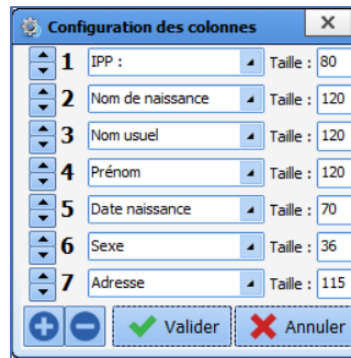 Configuration des colonnes
1 IPP : Taille : 80
2 Nom de naissance Taille : 120
3 Nom usuel Taille : 120
4 Prénom Taille : 120
5 Date naissance Taille : 70
6 Sexe Taille : 36
7 Adresse Taille : 115
Valider Annuler